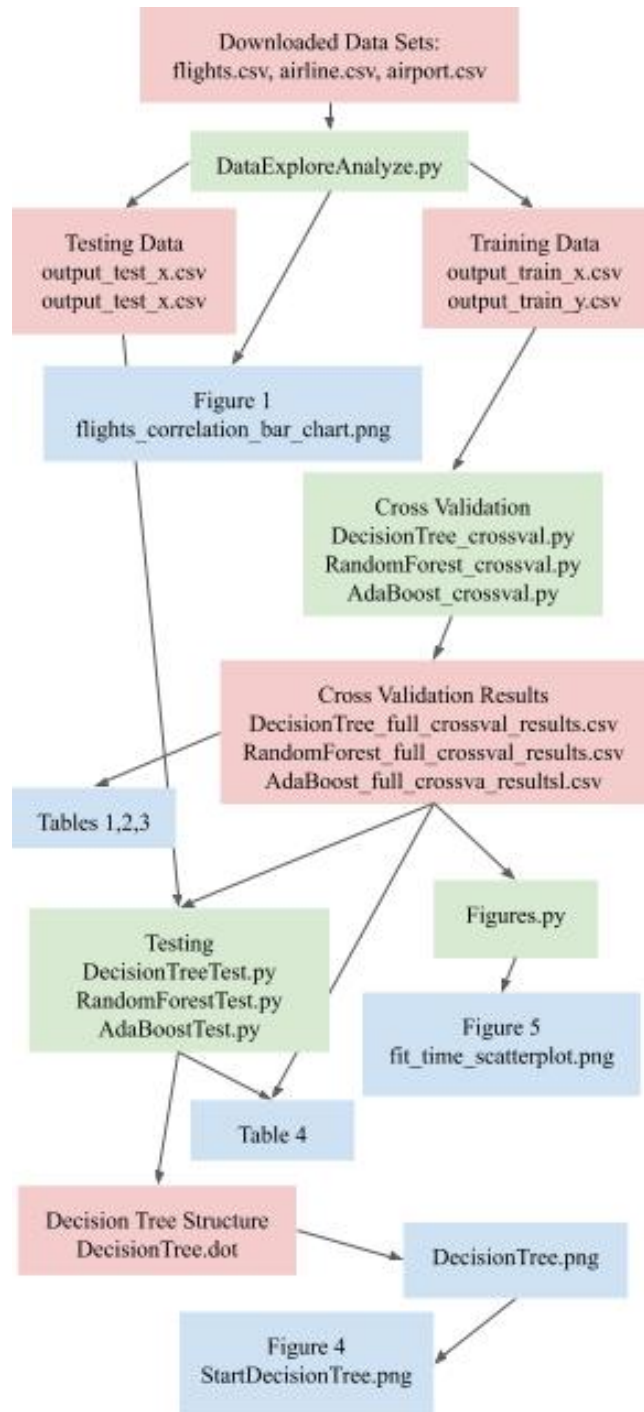 Downloaded Data Sets:
flights.csv, airline.csv, airport.csv
DataExploreAnalyze.py
Testing Data
output_test_x.csv
output_test_x.csv
Training Data
output_train_x.csv
output_train_y.csv
Figure 1
flights_correlation_bar_chart.png
Cross Validation
DecisionTree_crossval.py
RandomForest_crossval.py
AdaBoost_crossval.py
Cross Validation Results
DecisionTree_full_crossval_results.csv
RandomForest_full_crossval_results.csv
AdaBoost_full_crossva_resultsl.csv
Tables 1,2,3
Testing
DecisionTreeTest.py
RandomForestTest.py
AdaBoostTest.py
Figures.py
Figure 5
fit_time_scatterplot.png
Table 4
Decision Tree Structure
DecisionTree.dot
DecisionTree.png
Figure 4
StartDecisionTree.png